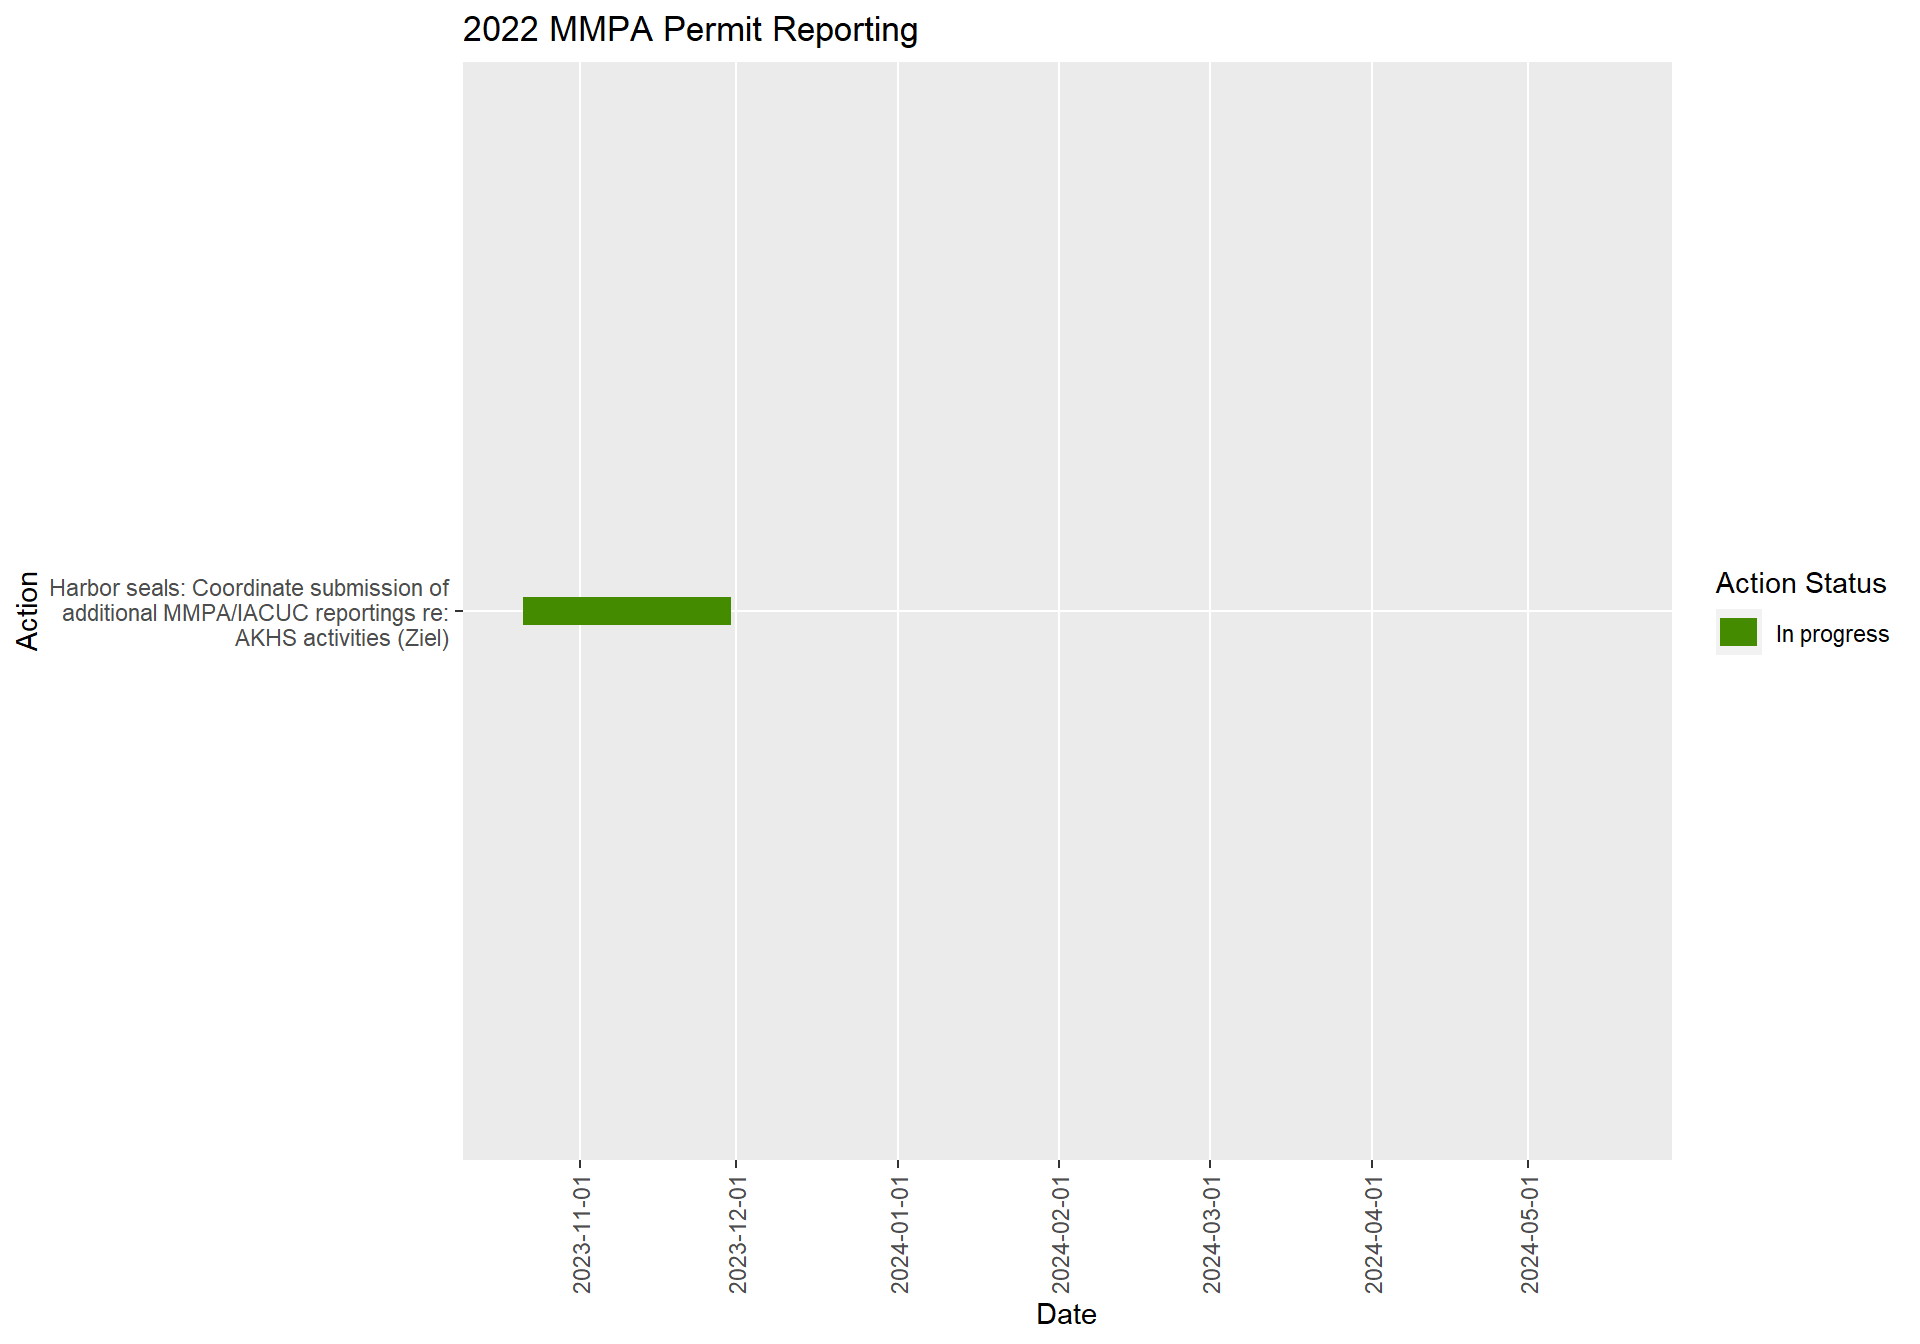 2022 MMPA Permit Reporting
Action
Harbor seals: Coordinate submission of
additional MMPA/IACUC reportings re:
AKHS activities (Ziel)
Action Status
In progress
2023-11-01
2023-12-01
2024-01-01
2024-02-01
2024-03-01
2024-04-01
2024-05-01
Date